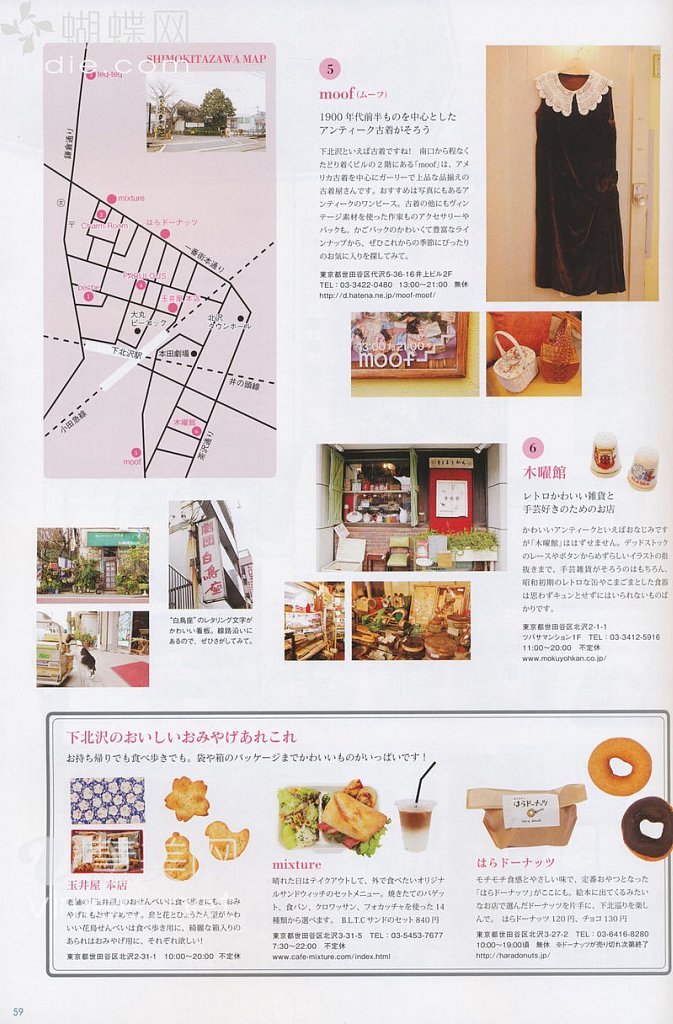 蝴蝶网
SHIMOKITAZAWA MAP
teq-teq
鎌倉通り
mixture
Charm Room
はらドーナッツ
一番街本通り
FABULOUS
peche
玉井屋 本店
大丸
ピーコック
北沢
タウンホール
下北沢駅
本田劇場
井の頭線
小田急線
木曜館
茶沢通り
moof
5
moof(ムーフ)
1900年代前半ものを中心とした
アンティーク古着がそろう
下北沢といえば古着ですね! 南口から程なく
たどり着くビルの2階にある「moof」は、アメ
リカ古着を中心にガーリーで上品な品揃えの
古着屋さんです。おすすめは写真にもあるア
ンティークのワンピース。古着の他にもヴィン
テージ素材を使った作家ものアクセサリーや
バックも。かごバックのかわいくて豊富なライ
ンナップから、ぜひこれからの季節にぴったり
のお気に入りを探してみて。
東京都世田谷区代沢5-36-16井上ビル2F
TEL:03-3422-0480 13:00~21:00 無休
http://d.hatena.ne.jp/moof-moof/
13:00 21:00
moof
6
木曜館
レトロかわいい雑貨と
手芸好きのためのお店
かわいいアンティークといえばおなじみです
が「木曜館」ははずせません。デッドストック
のレースやボタンからめずらしいイラストの指
抜きまで、手芸雑貨がそろうのはもちろん、
昭和初期のレトロな缶やこまごまとした食器
は思わずキュンとせずにはいられないものば
かりです。
東京都世田谷区北沢2-1-1
ツバサマンション1F TEL:03-3412-5916
11:00~20:00 不定休
www.mokuyohkan.co.jp/
もくようかん
劇団白鳥座
"白鳥座"のレタリング文字が
かわいい看板。線路沿いに
あるので、ぜひさがしてみて。
下北沢のおいしいおみやげあれこれ
お持ち帰りでも食べ歩きでも。袋や箱のパッケージまでかわいいものがいっぱいです!
玉井屋 本店
老舗の「玉井屋」のおせんべいは食べ歩きにも、おみ
やげにもおすすめです。鳥と花とひょうたん型がかわ
いい花鳥せんべいは食べ歩き用に、綺麗な箱入りの
あられはおみやげ用に、それぞれ欲しい!
東京都世田谷区北沢2-31-1 10:00~20:00 不定休
mixture
晴れた日はテイクアウトして、外で食べたいオリジナ
ルサンドウィッチのセットメニュー。焼きたてのバゲッ
ト、食パン、クロワッサン、フォカッチャを使った14
種類から選べます。 B.L.T.Cサンドのセット840円
東京都世田谷区北沢3-31-5 TEL:03-5453-7677
7:30~22:00 不定休
www.cafe-mixture.com/index.html
はらドーナッツ
はらドーナッツ
モチモチ食感とやさしい味で、定番おやつとなった
「はらドーナッツ」がここにも。絵本に出てくるみたい
なお店で選んだドーナッツを片手に、下北巡りを楽し
んで。 はらドーナッツ120円、チョコ130円
東京都世田谷区北沢3-27-2 TEL:03-6416-8280
10:00~19:00頃 無休 ※ドーナッツが売り切れ次第終了
http://haradonuts.jp/
59